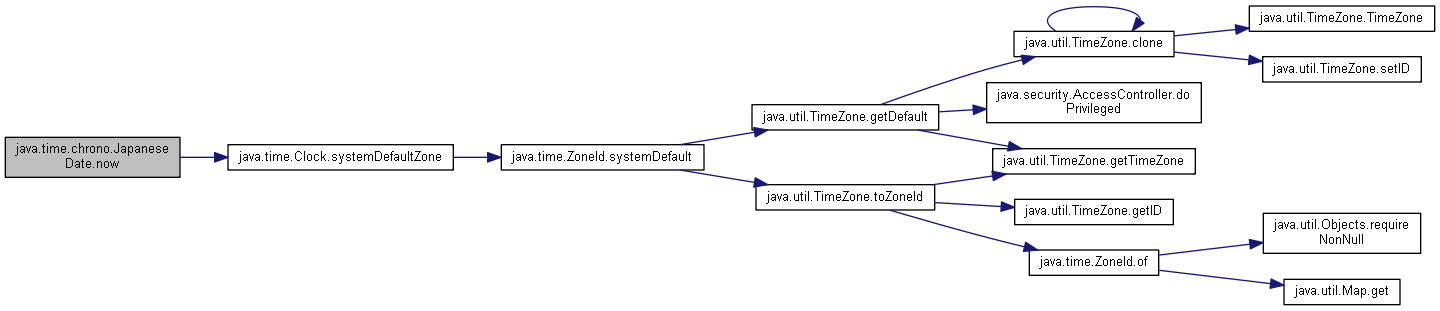 java.time.chrono.Japanese
Date.now
java.time.Clock.systemDefaultZone
java.time.ZoneId.systemDefault
java.util.TimeZone.getDefault
java.util.TimeZone.toZoneId
java.util.TimeZone.clone
java.security.AccessController.do
Privileged
java.util.TimeZone.getTimeZone
java.util.TimeZone.getID
java.time.ZoneId.of
java.util.TimeZone.TimeZone
java.util.TimeZone.setID
java.util.Objects.require
NonNull
java.util.Map.get